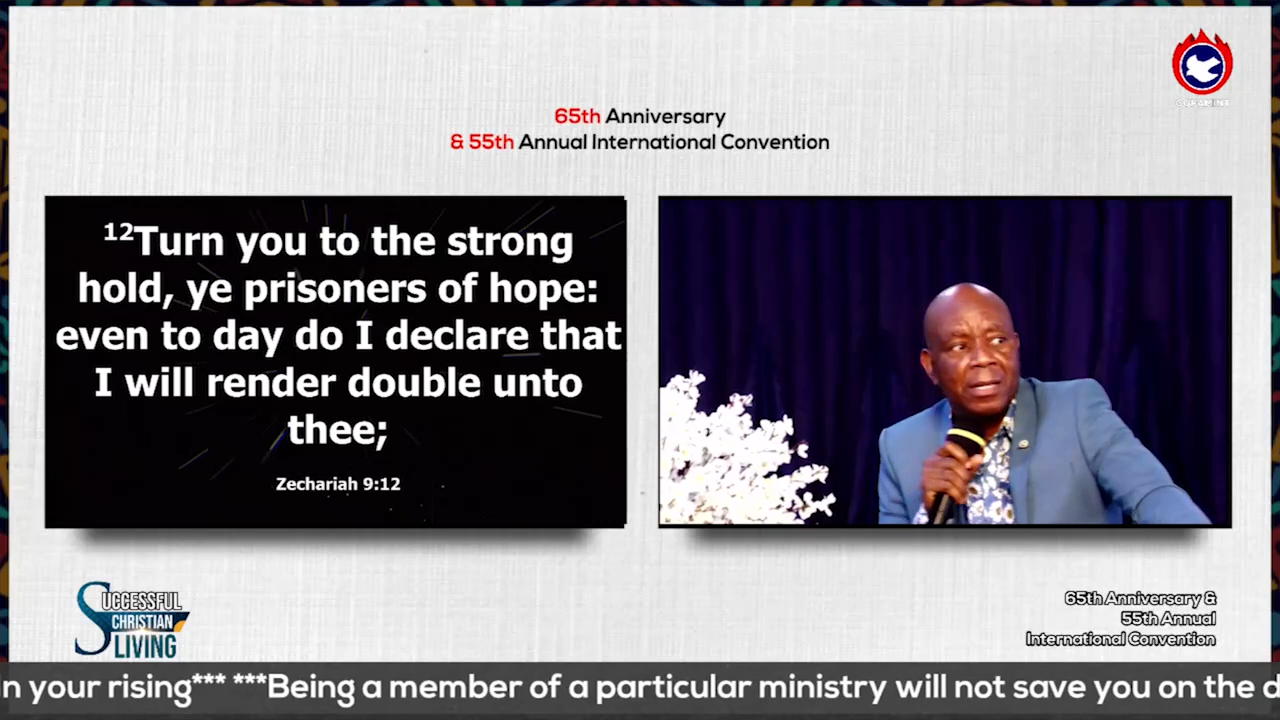 65th Anniversary
& 55th Annual International Convention
12Turn you to the strong
hold, ye prisoners of hope:
even to day do I declare that
I will render double unto
thee;
Zechariah 9:12
SUCCESSFUL
CHRISTIAN
LIVING
65th Anniversary &
55th Annual
International Convention
n your rising*** ***Being a member of a particular ministry will not save you on the d